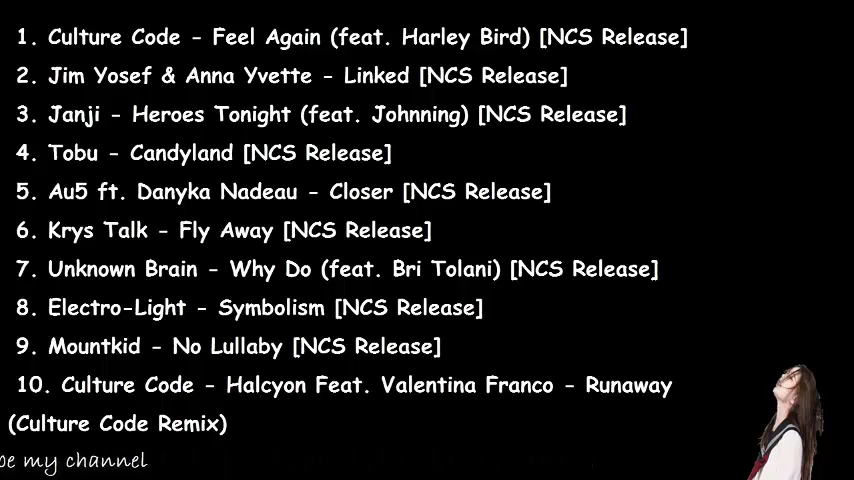 1. Culture Code - Feel Again (feat. Harley Bird) [NCS Release]
2. Jim Yosef & Anna Yvette - Linked [NCS Release]
3. Janji - Heroes Tonight (feat. Johnning) [NCS Release]
4. Tobu - Candyland [NCS Release]
5. Au5 ft. Danyka Nadeau - Closer [NCS Release]
6. Krys Talk - Fly Away [NCS Release]
7. Unknown Brain - Why Do (feat. Bri Tolani) [NCS Release]
8. Electro-Light - Symbolism [NCS Release]
9. Mountkid - No Lullaby [NCS Release]
10. Culture Code - Halcyon Feat. Valentina Franco - Runaway
(Culture Code Remix)
my channel